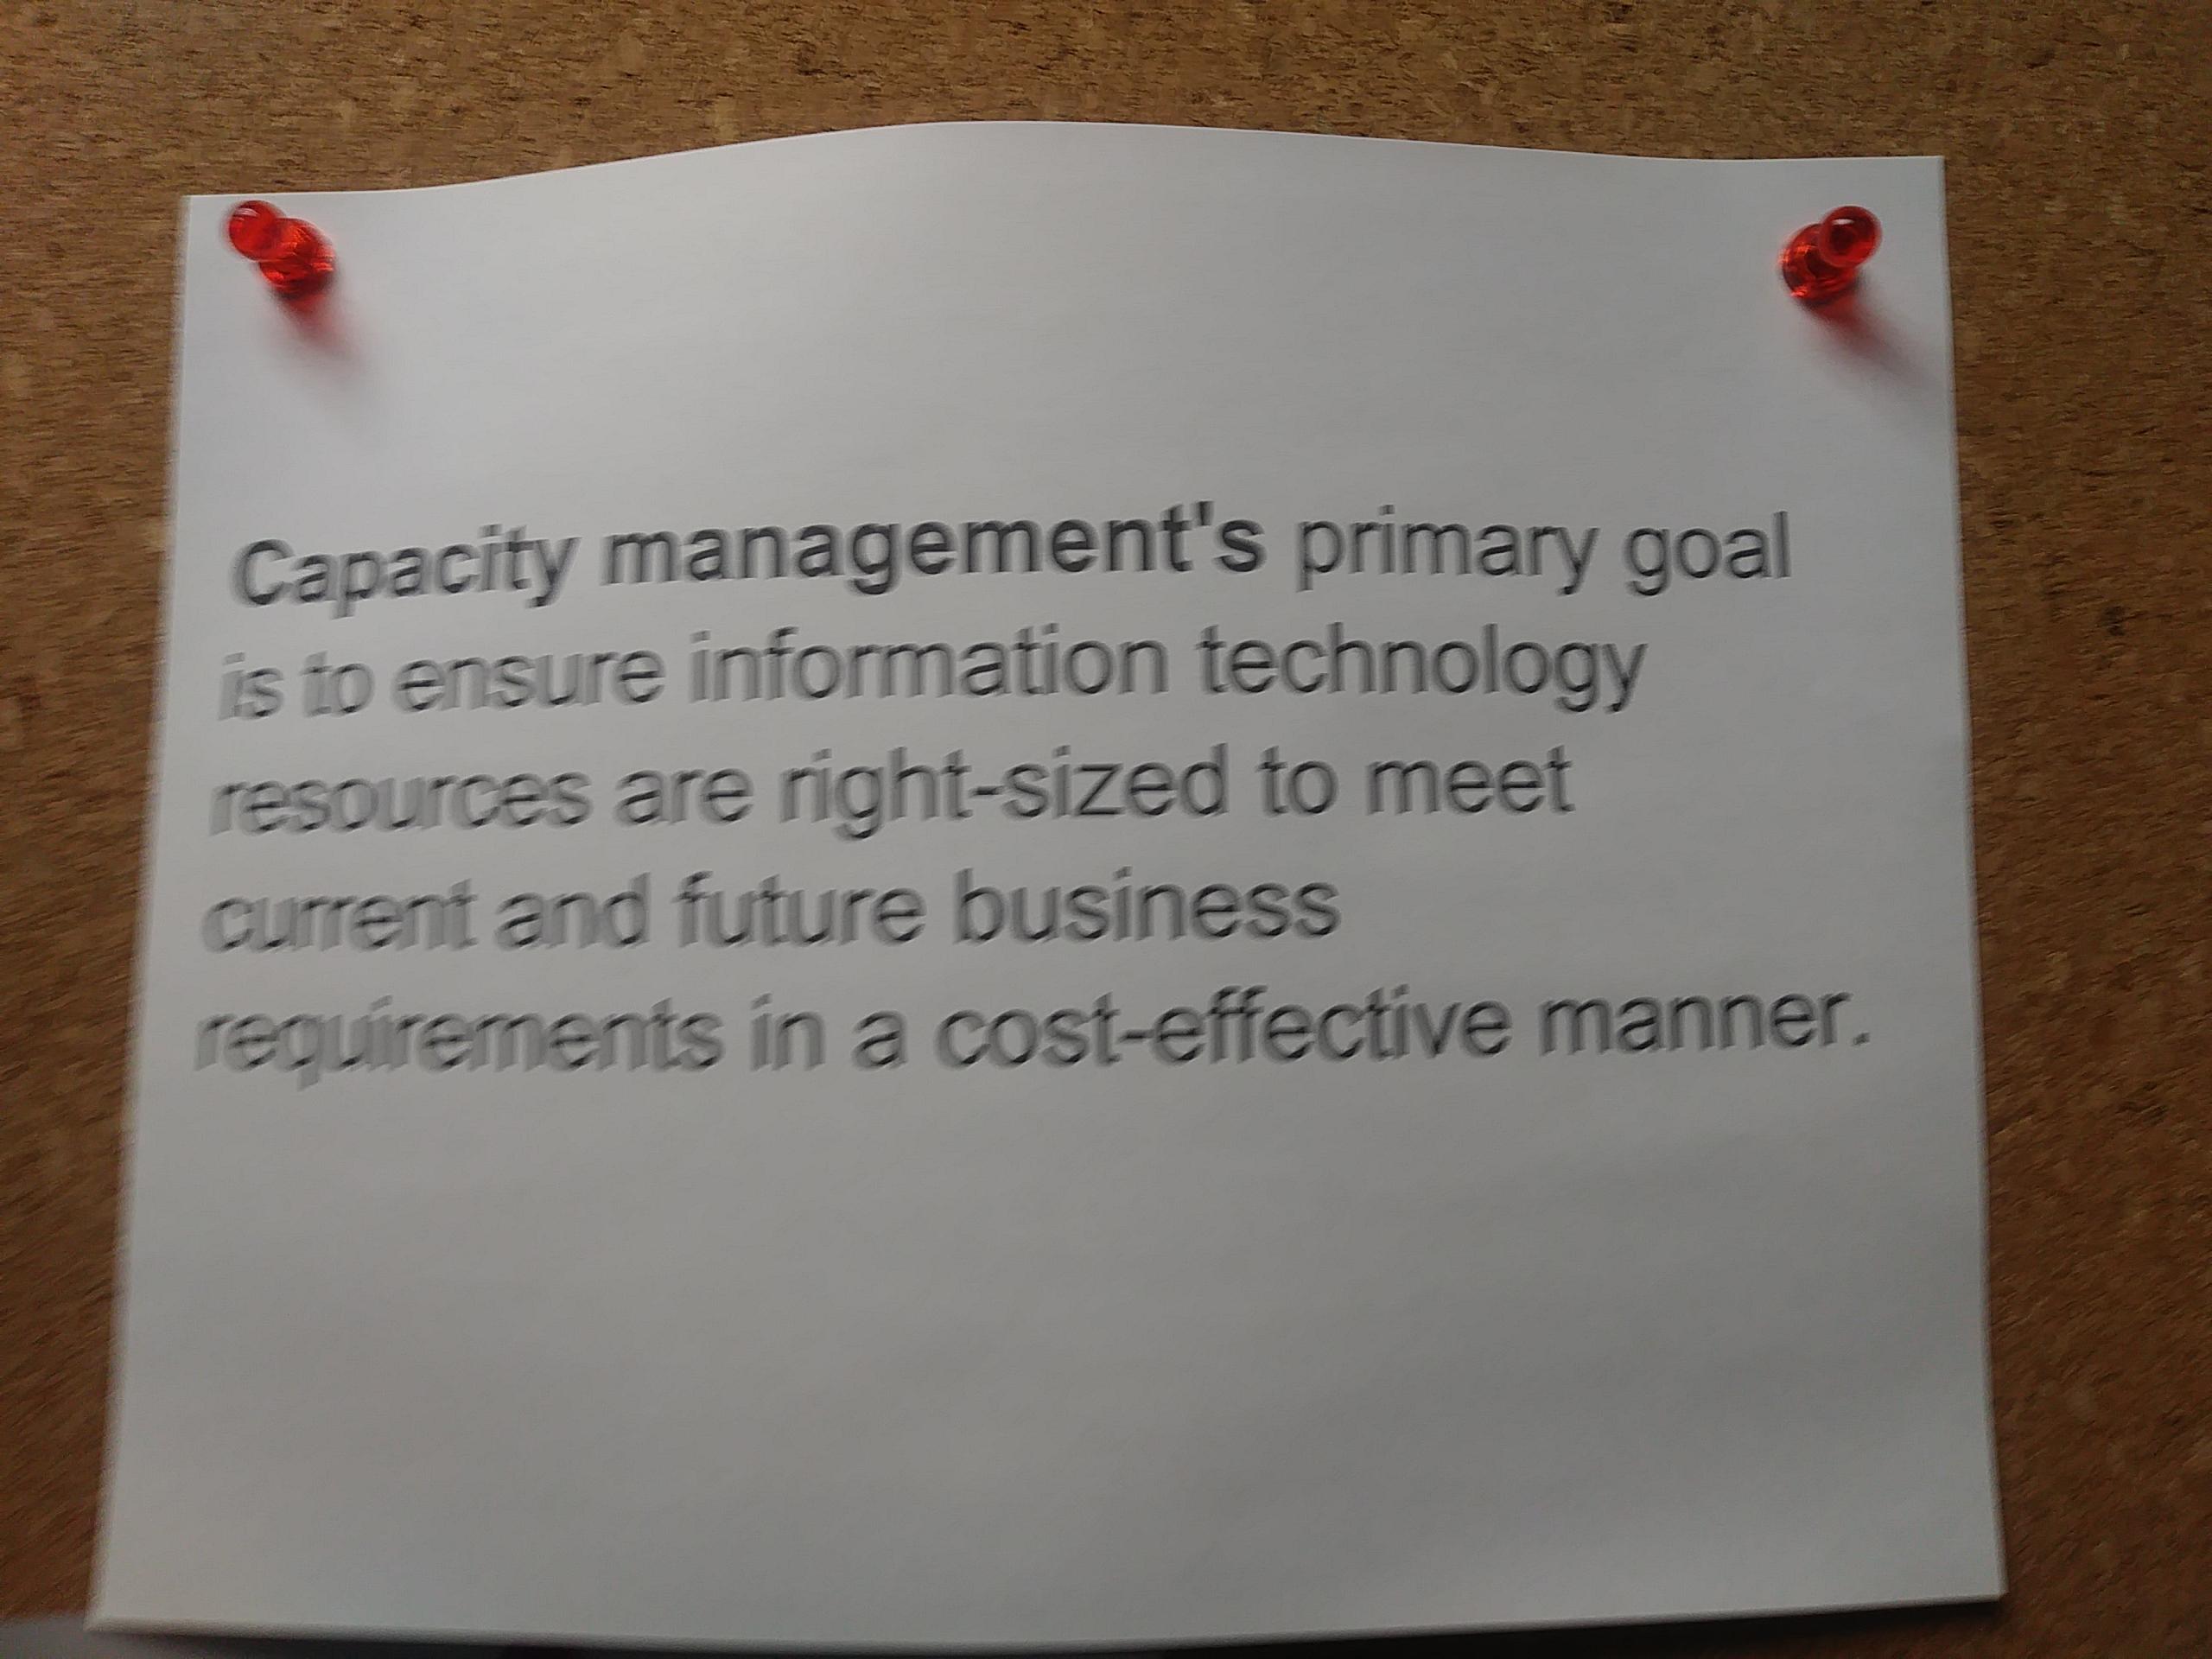 Capacity management's primary goal
is to ensure information technology
resources are right-sized to meet
current and future business
requirements in a cost-effective manner.